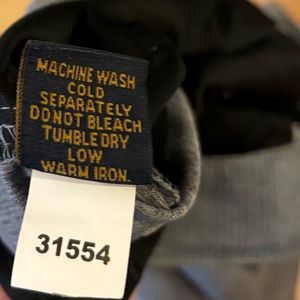 MACHINE WASH
COLD
SEPARATELY
DO NOT BLEACH
TUMBLE DRY
LOW
WARM IRON.
31554